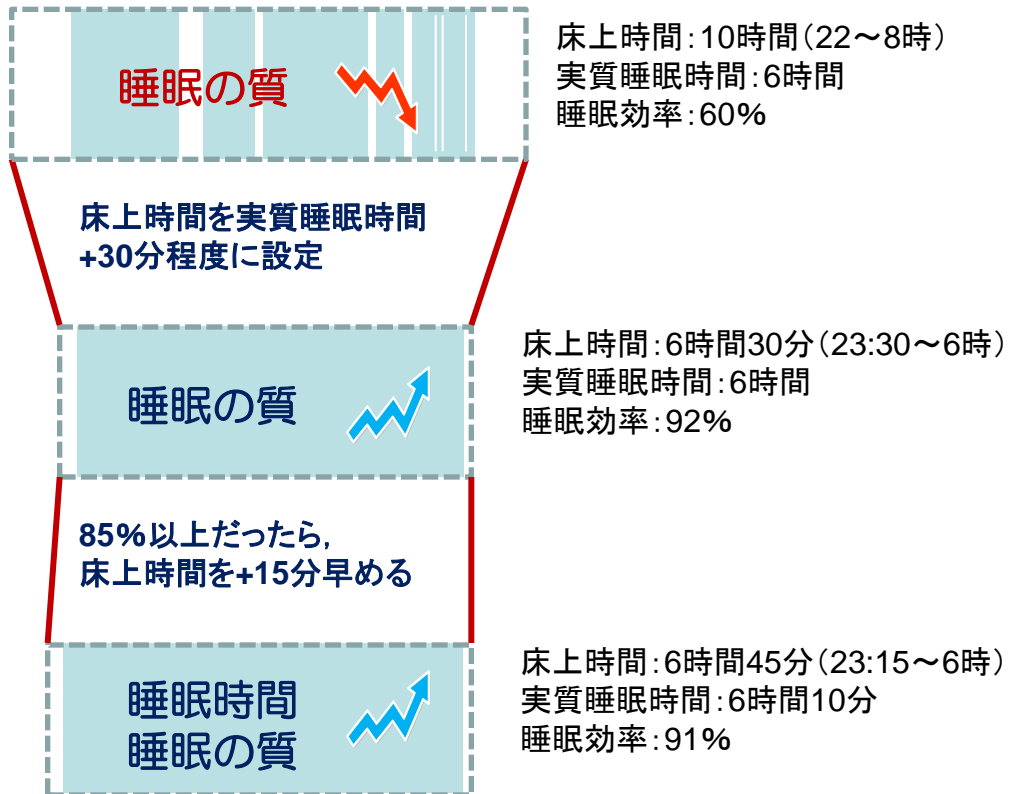 睡眠の質
床上時間：10時間（22～8時）
実質睡眠時間：6時間
睡眠効率：60%
床上時間を実質睡眠時間
+30分程度に設定
睡眠の質
床上時間：6時間30分（23:30～6時）
実質睡眠時間：6時間
睡眠効率：92%
85%以上だったら，
床上時間を+15分早める
睡眠時間
睡眠の質
床上時間：6時間45分（23:15～6時）
実質睡眠時間：6時間10分
睡眠効率：91%